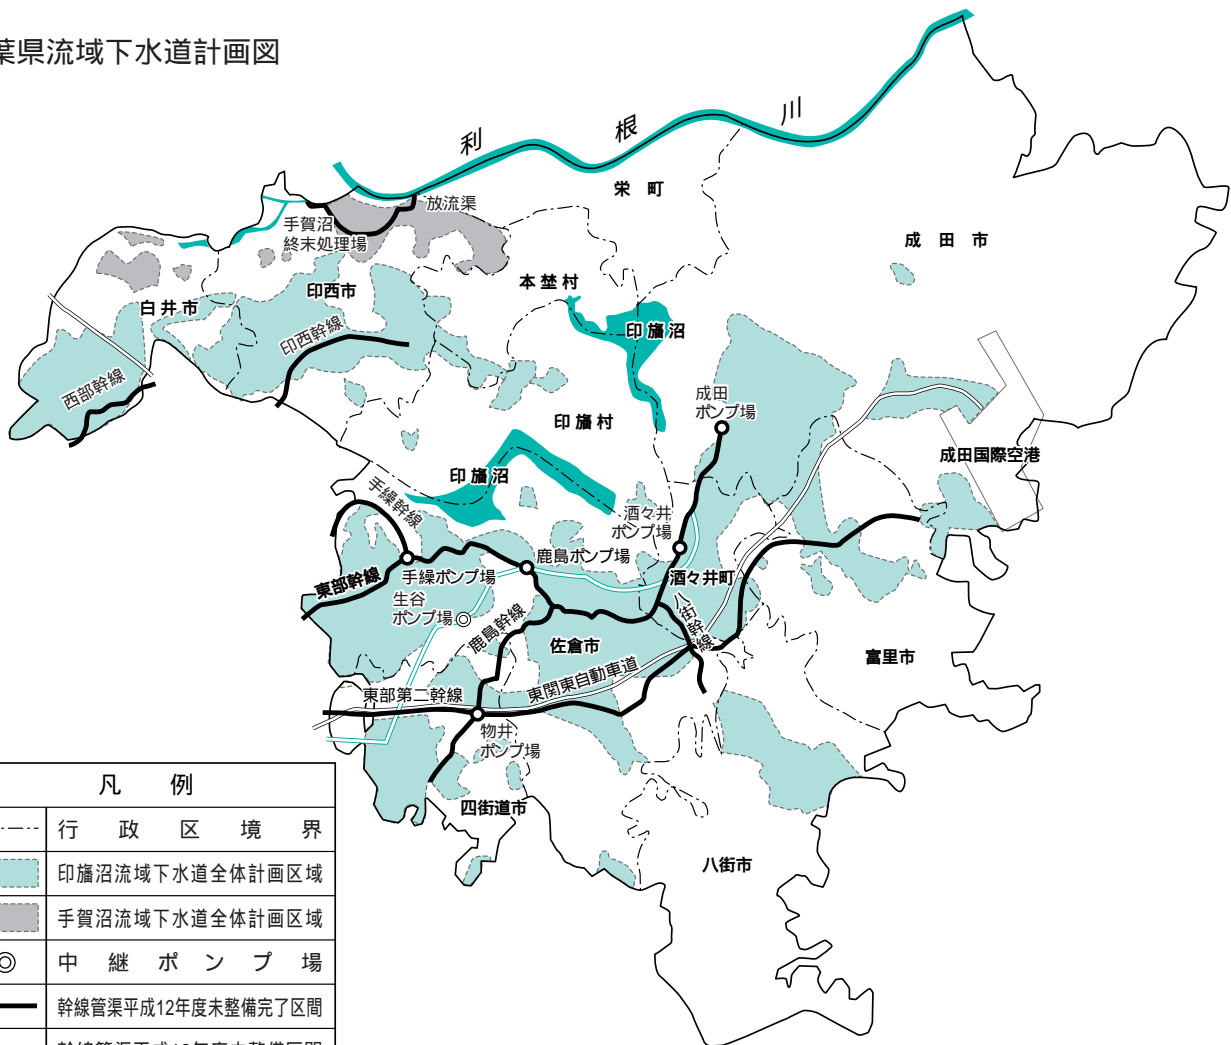 葉県流域下水道計画図
利根川
栄町
放流渠
手賀沼
終末処理場
成田市
本埜村
印西市
白井市
印旛沼
印西幹線
西部幹線
成田
ポンプ場
印旛村
成田国際空港
印旛沼
手繰幹線
酒々井
ポンプ場
鹿島ポンプ場
東部幹線
手繰ポンプ場
酒々井町
生谷
ポンプ場
八街幹線
鹿島幹線
佐倉市
富里市
東関東自動車道
東部第二幹線
物井
ポンプ場
四街道市
八街市
凡例
行政区境界
印旛沼流域下水道全体計画区域
手賀沼流域下水道全体計画区域
中継ポンプ場
幹線管渠平成12年度未整備完了区間